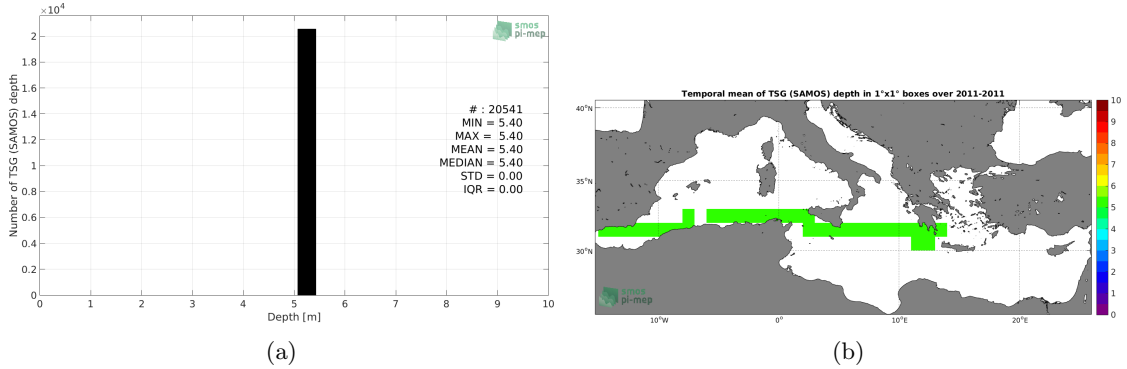 ×10⁴
2
1.8
1.6
1.4
1.2
1
0.8
0.6
0.4
0.2
0
Number of TSG (SAMOS) depth
smos
pi-mep
# : 20541
MIN = 5.40
MAX = 5.40
MEAN = 5.40
MEDIAN = 5.40
STD = 0.00
IQR = 0.00
0 1 2 3 4 5 6 7 8 9 10
Depth [m]
(a)
Temporal mean of TSG (SAMOS) depth in 1°x1° boxes over 2011-2011
40°N
35°N
30°N
10°W 0° 10°E 20°E
smos
pi-mep
10
9
8
7
6
5
4
3
2
1
0
(b)